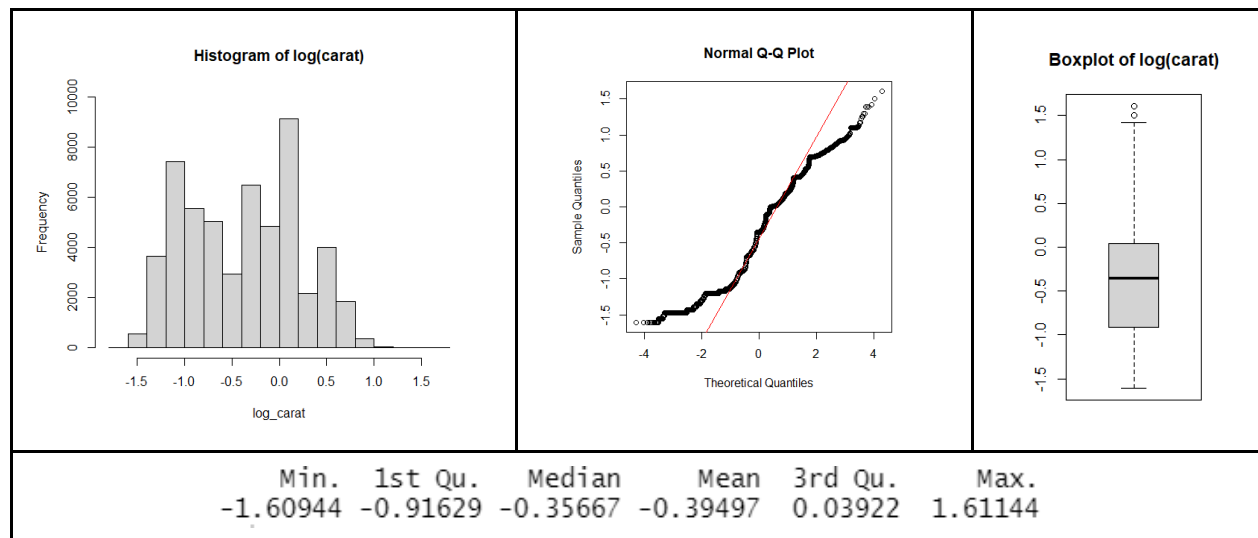 Histogram of log(carat)
10000
8000
6000
4000
2000
0
Frequency
-1.5 -1.0 -0.5 0.0 0.5 1.0 1.5
log_carat
Normal Q-Q Plot
1.5
1.0
0.5
0.0
-0.5
-1.0
-1.5
Sample Quantiles
-4 -2 0 2 4
Theoretical Quantiles
Boxplot of log(carat)
1.5
1.0
0.5
0.0
-0.5
-1.0
-1.5
Min. 1st Qu. Median Mean 3rd Qu. Max.
-1.60944 -0.91629 -0.35667 -0.39497 0.03922 1.61144